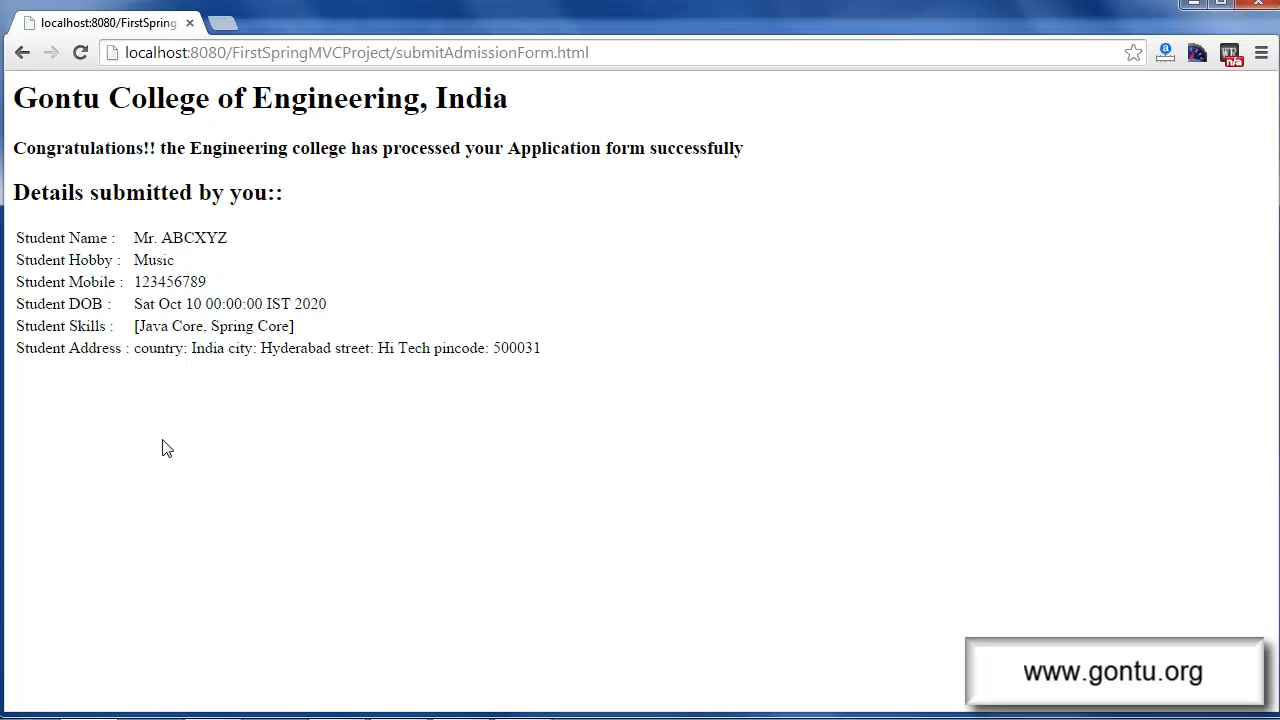 localhost:8080/FirstSpring
localhost:8080/FirstSpringMVCProject/submitAdmissionForm.html
a
WR
n/a
Gontu College of Engineering, India
Congratulations!! the Engineering college has processed your Application form successfully
Details submitted by you::
Student Name : Mr. ABCXYZ
Student Hobby : Music
Student Mobile : 123456789
Student DOB : Sat Oct 10 00:00:00 IST 2020
Student Skills : [Java Core, Spring Core]
Student Address : country: India city: Hyderabad street: Hi Tech pincode: 500031
www.gontu.org